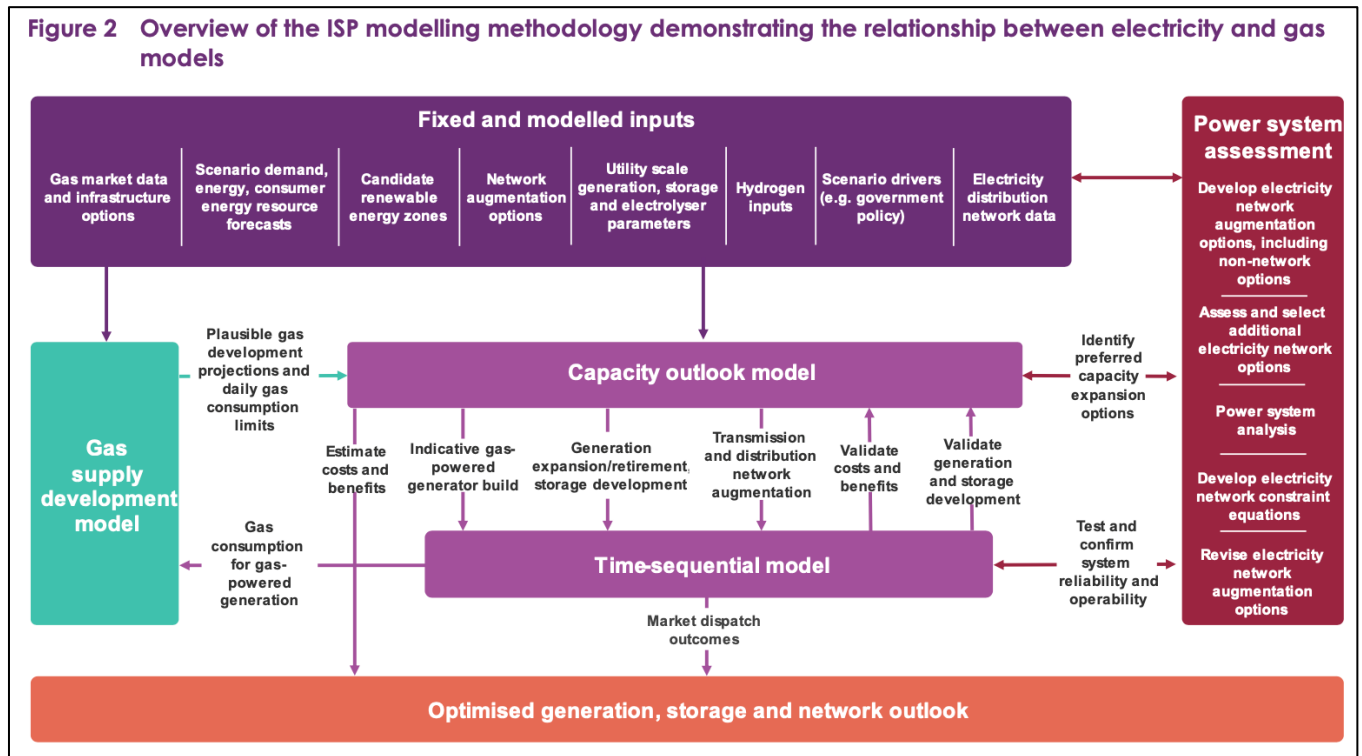 Figure 2 Overview of the ISP modelling methodology demonstrating the relationship between electricity and gas
models
Fixed and modelled inputs
Gas market data
and infrastructure
options
Scenario demand,
energy, consumer
energy resource
forecasts
Candidate
renewable
energy zones
Network
augmentation
options
Utility scale
generation, storage
and electrolyser
parameters
Hydrogen
inputs
Scenario drivers
(e.g. government
policy)
Electricity
distribution
network data
Power system
assessment
Develop electricity
network
augmentation
options, including
non-network
options
Assess and select
additional
electricity network
options
Power system
analysis
Develop electricity
network constraint
equations
Revise electricity
network
augmentation
options
Gas
supply
development
model
Plausible gas
development
projections and
daily gas
consumption
limits
Capacity outlook model
Identify
preferred
capacity
expansion
options
Estimate
costs and
benefits
Indicative gas-
powered
generator build
Generation
expansion/retirement,
storage development
Transmission
and distribution
network
augmentation
Validate
costs and
benefits
Validate
generation
and storage
development
Gas
consumption
for gas-
powered
generation
Time-sequential model
Test and
confirm
system
reliability and
operability
Market dispatch
outcomes
Optimised generation, storage and network outlook